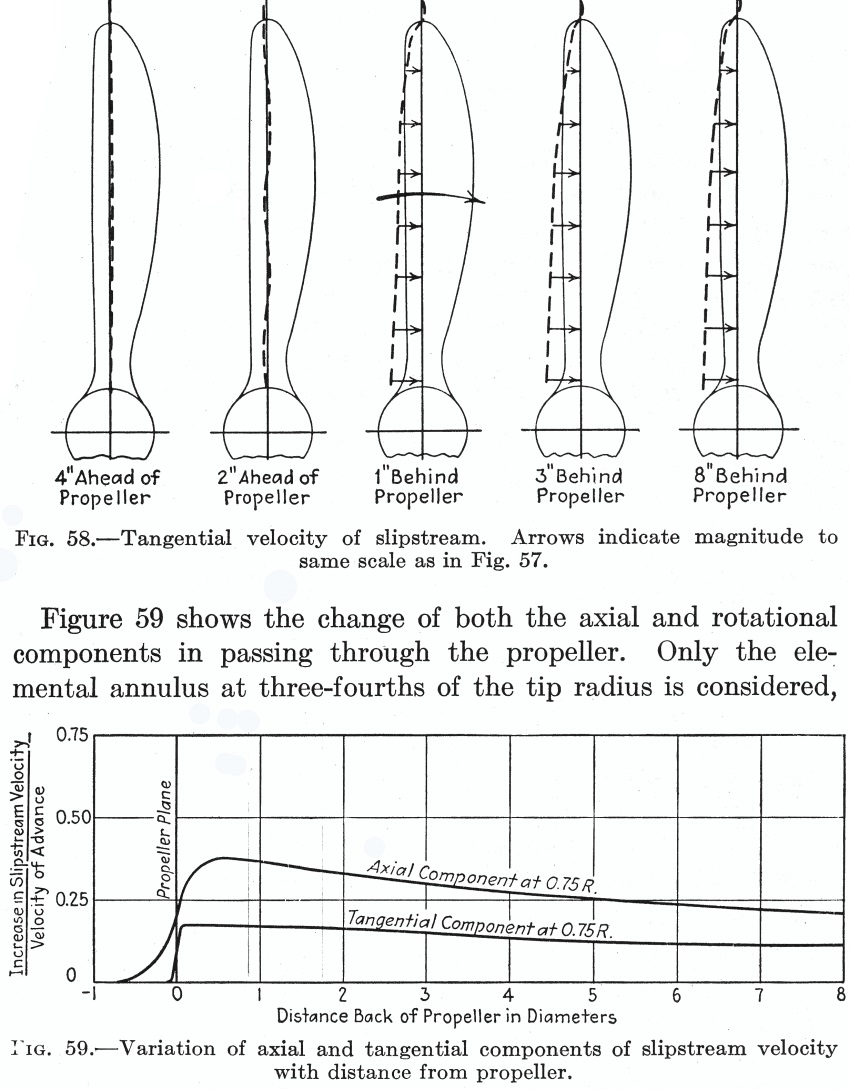 4"Ahead of
Propeller
2"Ahead of
Propeller
1"Behind
Propeller
3"Behind
Propeller
8"Behind
Propeller
FIG. 58.—Tangential velocity of slipstream. Arrows indicate magnitude to
same scale as in Fig. 57.
Figure 59 shows the change of both the axial and rotational
components in passing through the propeller. Only the ele-
mental annulus at three-fourths of the tip radius is considered,
Increase in Slipstream Velocity
Velocity of Advance
0.75
0.50
0.25
0
Propeller Plane
Axial Component at 0.75R.
Tangential Component at 0.75R.
-1 0 1 2 3 4 5 6 7 8
Distance Back of Propeller in Diameters
FIG. 59.—Variation of axial and tangential components of slipstream velocity
with distance from propeller.